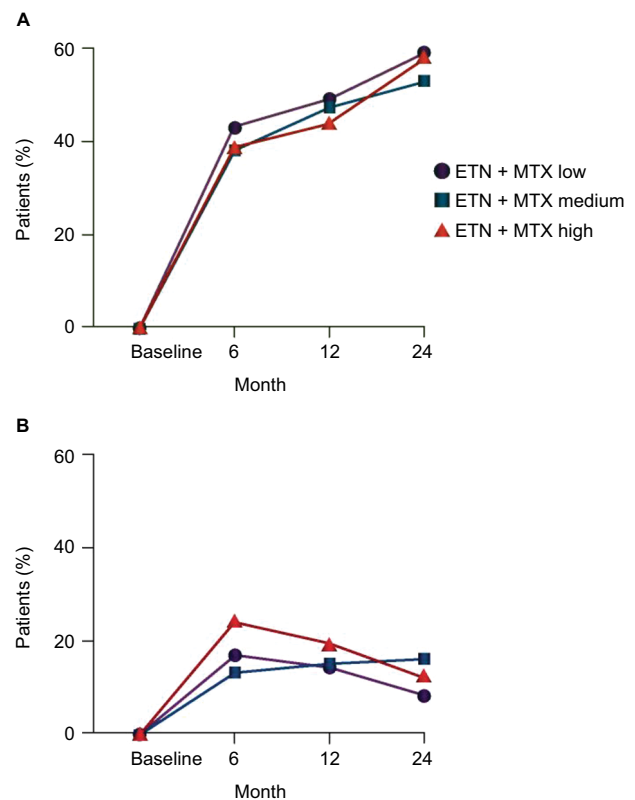 A
60
40
20
0
Patients (%)
Baseline 6 12 24
Month
ETN + MTX low
ETN + MTX medium
ETN + MTX high
B
60
40
20
0
Patients (%)
Baseline 6 12 24
Month